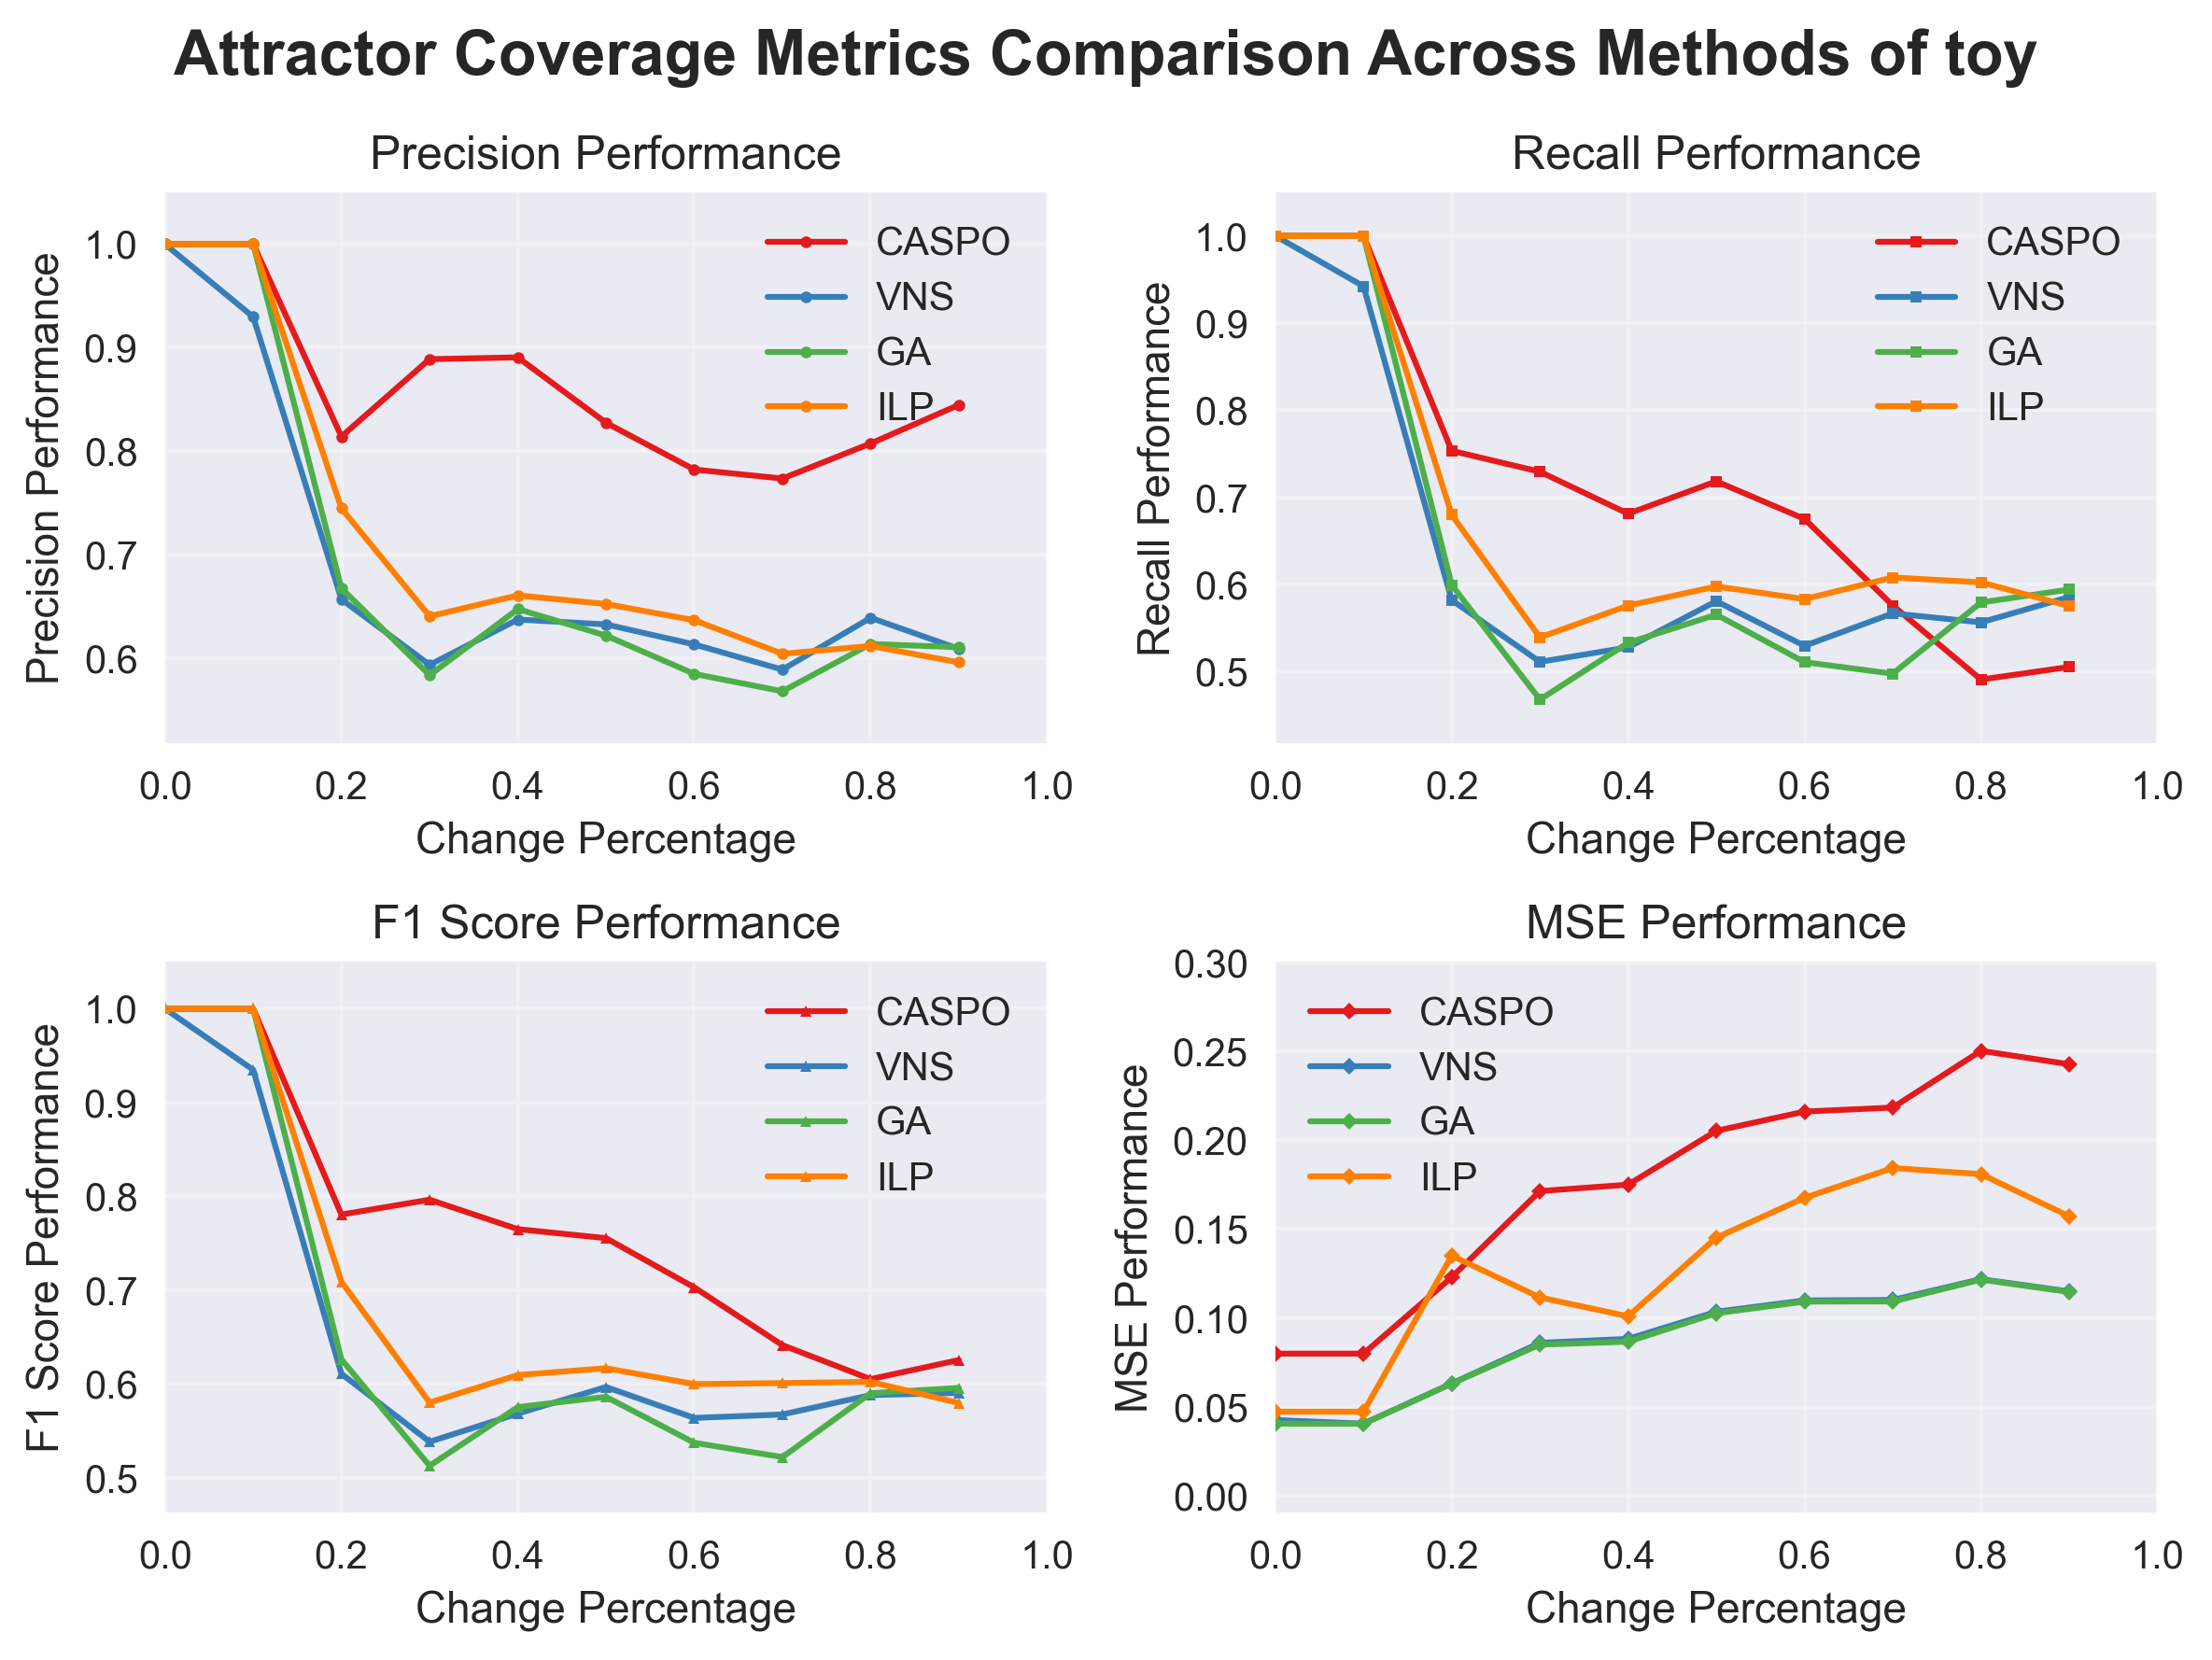 Attractor Coverage Metrics Comparison Across Methods of toy
Precision Performance
Precision Performance
1.0
0.9
0.8
0.7
0.6
CASPO
VNS
GA
ILP
0.0 0.2 0.4 0.6 0.8 1.0
Change Percentage
Recall Performance
Recall Performance
1.0
0.9
0.8
0.7
0.6
0.5
CASPO
VNS
GA
ILP
0.0 0.2 0.4 0.6 0.8 1.0
Change Percentage
F1 Score Performance
F1 Score Performance
1.0
0.9
0.8
0.7
0.6
0.5
CASPO
VNS
GA
ILP
0.0 0.2 0.4 0.6 0.8 1.0
Change Percentage
MSE Performance
MSE Performance
0.30
0.25
0.20
0.15
0.10
0.05
0.00
CASPO
VNS
GA
ILP
0.0 0.2 0.4 0.6 0.8 1.0
Change Percentage